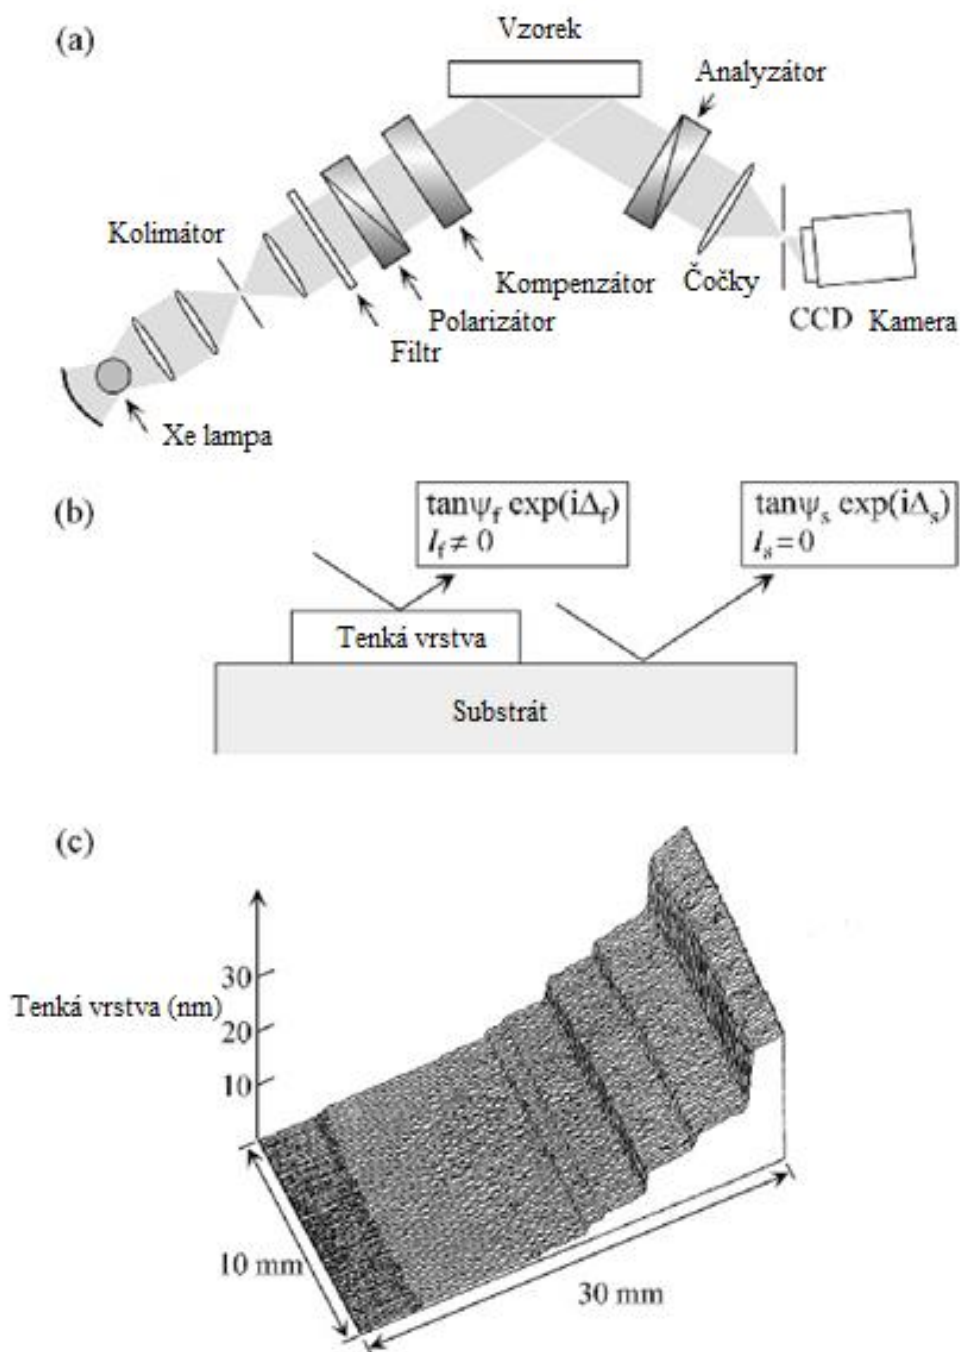 (a)
Vzorek
Analyzátor
Kolimátor
Kompenzátor
Čočky
Polarizátor
CCD Kamera
Filtr
Xe lampa
(b)
tanψf exp(iΔf)
If ≠ 0
tanψs exp(iΔs)
Is = 0
Tenká vrstva
Substrát
(c)
30
Tenká vrstva (nm)
20
10
10 mm
30 mm